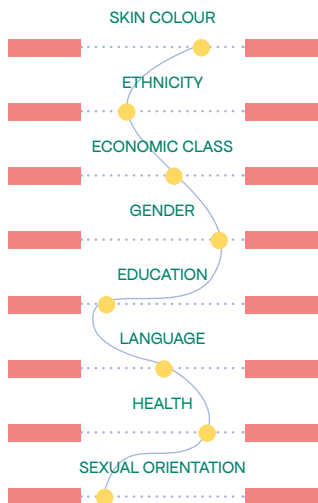 SKIN COLOUR
ETHNICITY
ECONOMIC CLASS
GENDER
EDUCATION
LANGUAGE
HEALTH
SEXUAL ORIENTATION